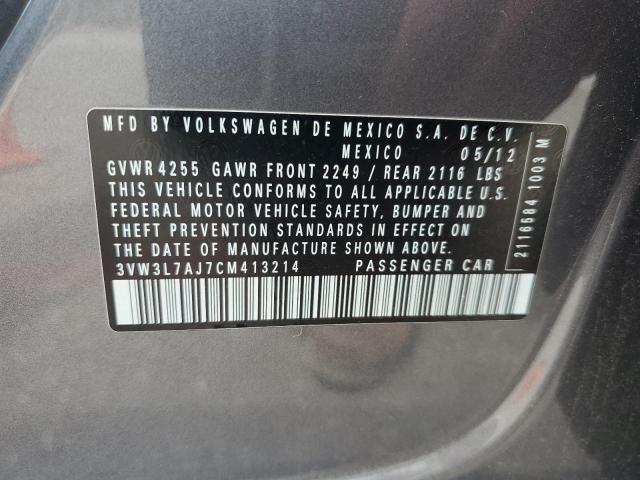 MFD BY VOLKSWAGEN DE MEXICO S.A. DE C.V.
MEXICO 05/12
GVWR 4255 GAWR FRONT 2249 / REAR 2116 LBS
THIS VEHICLE CONFORMS TO ALL APPLICABLE U.S.
FEDERAL MOTOR VEHICLE SAFETY, BUMPER AND
THEFT PREVENTION STANDARDS IN EFFECT ON
THE DATE OF MANUFACTURE SHOWN ABOVE.
3VW3L7AJ7CM413214 PASSENGER CAR
2116584 1003 M